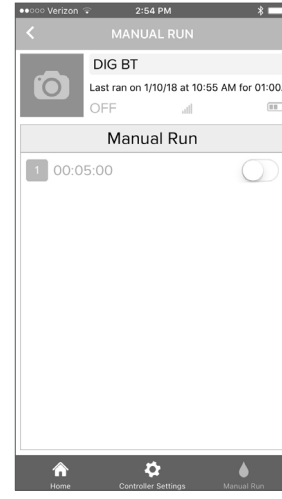 Verizon 2:54 PM
MANUAL RUN
DIG BT
Last ran on 1/10/18 at 10:55 AM for 01:00.
OFF
Manual Run
1 00:05:00
Home Controller Settings Manual Run